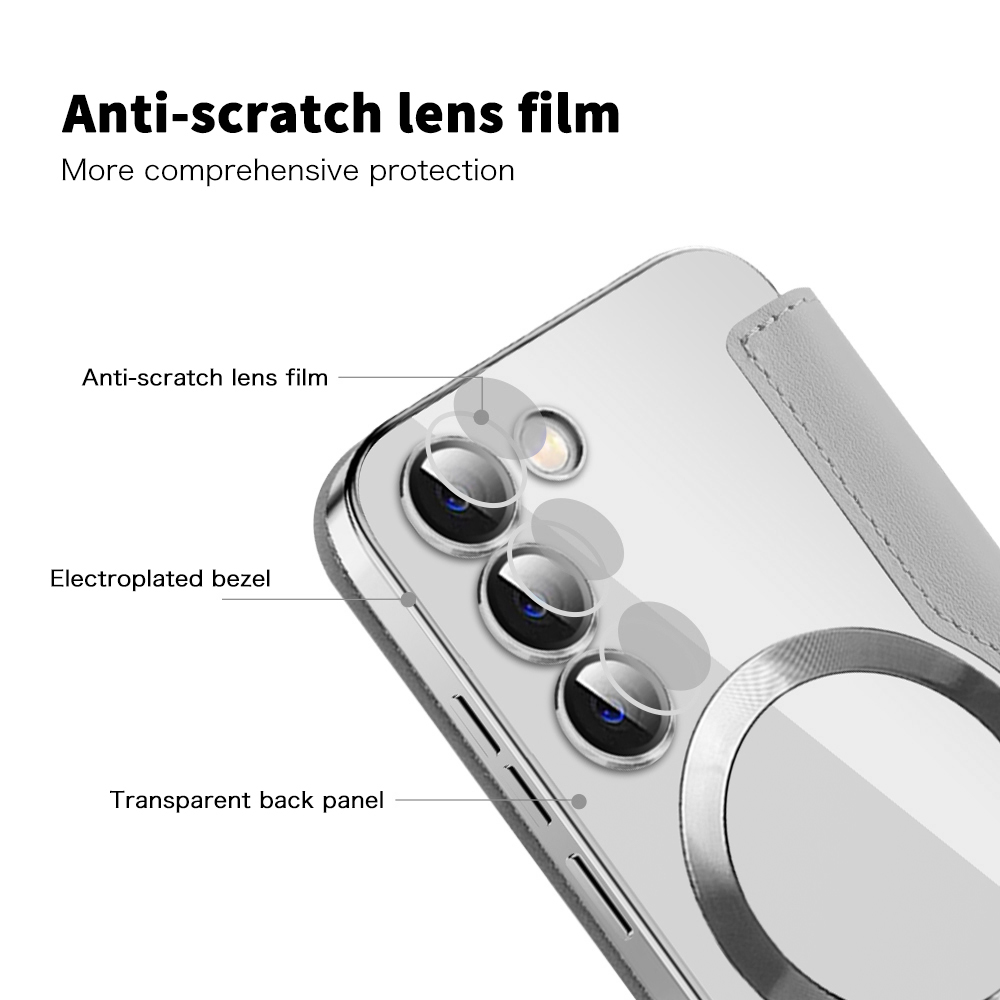 Anti-scratch lens film
More comprehensive protection
Anti-scratch lens film
Electroplated bezel
Transparent back panel